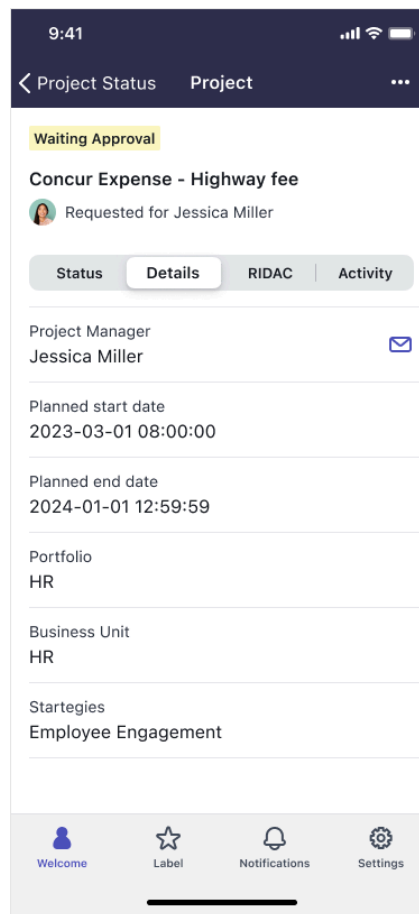 9:41
Project Status Project
Waiting Approval
Concur Expense - Highway fee
Requested for Jessica Miller
Status Details RIDAC Activity
Project Manager
Jessica Miller
Planned start date
2023-03-01 08:00:00
Planned end date
2024-01-01 12:59:59
Portfolio
HR
Business Unit
HR
Startegies
Employee Engagement
Welcome Label Notifications Settings